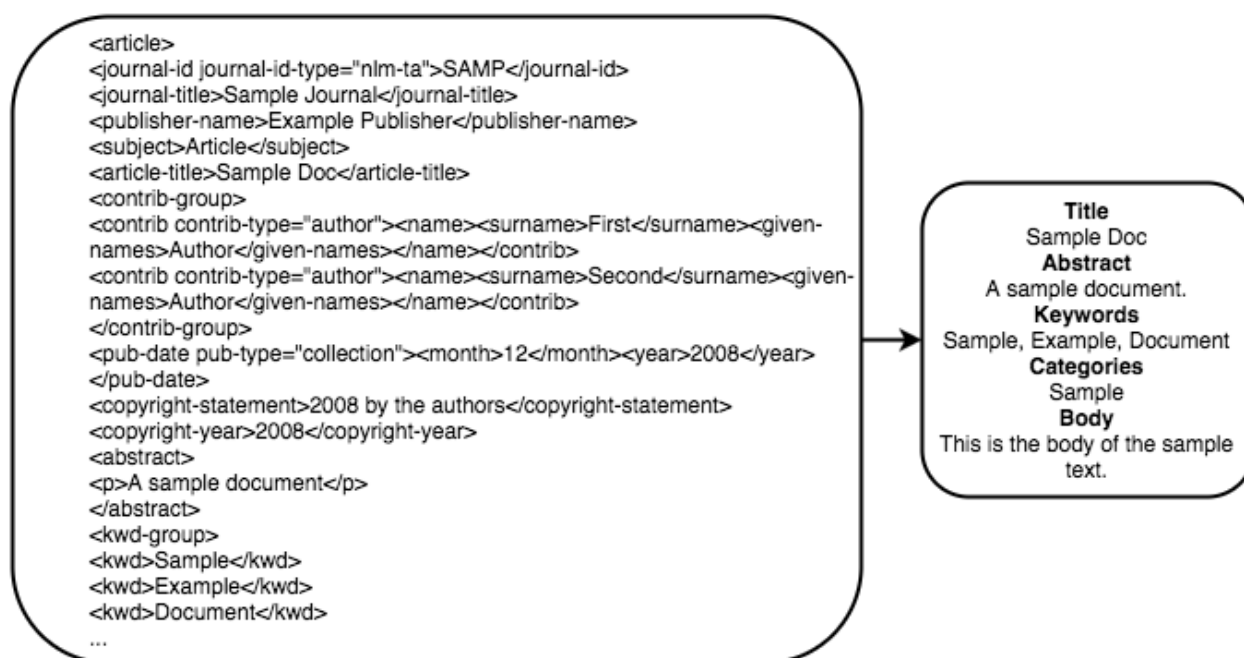 <article>
<journal-id journal-id-type="nlm-ta">SAMP</journal-id>
<journal-title>Sample Journal</journal-title>
<publisher-name>Example Publisher</publisher-name>
<subject>Article</subject>
<article-title>Sample Doc</article-title>
<contrib-group>
<contrib contrib-type="author"><name><surname>First</surname><given-
names>Author</given-names></name></contrib>
<contrib contrib-type="author"><name><surname>Second</surname><given-
names>Author</given-names></name></contrib>
</contrib-group>
<pub-date pub-type="collection"><month>12</month><year>2008</year>
</pub-date>
<copyright-statement>2008 by the authors</copyright-statement>
<copyright-year>2008</copyright-year>
<abstract>
<p>A sample document</p>
</abstract>
<kwd-group>
<kwd>Sample</kwd>
<kwd>Example</kwd>
<kwd>Document</kwd>
...
Title
Sample Doc
Abstract
A sample document.
Keywords
Sample, Example, Document
Categories
Sample
Body
This is the body of the sample
text.